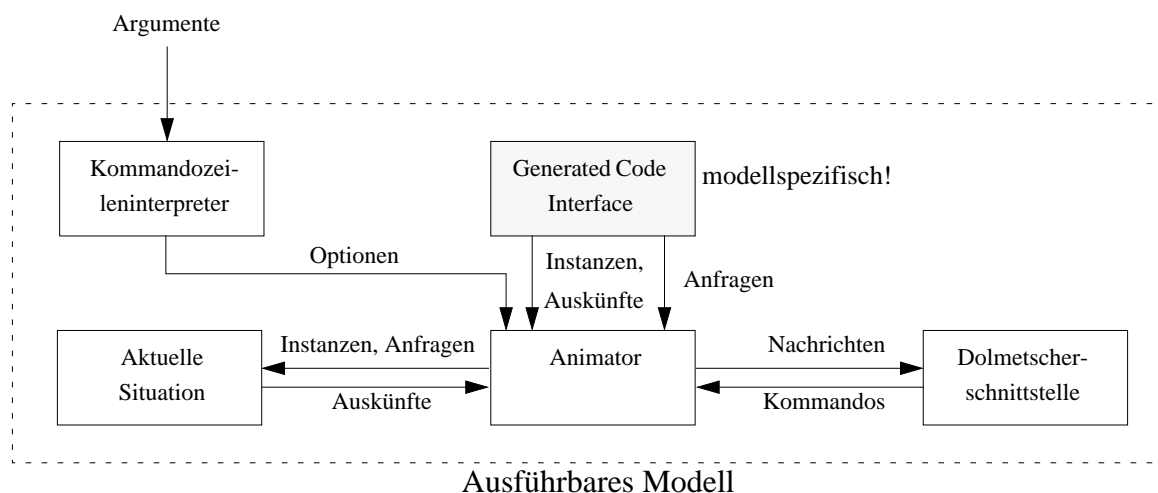 Argumente
Kommandozei-
leninterpreter
Generated Code
Interface
modellspezifisch!
Optionen
Instanzen,
Auskünfte
Anfragen
Aktuelle
Situation
Instanzen, Anfragen
Auskünfte
Animator
Nachrichten
Kommandos
Dolmetscher-
schnittstelle
Ausführbares Modell